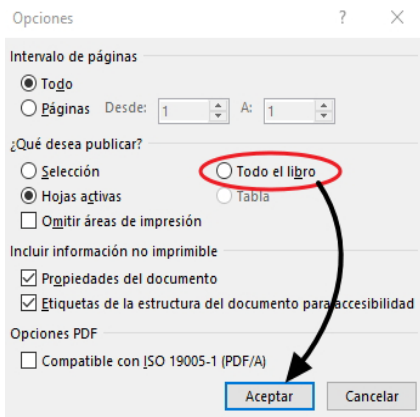 Opciones ? ×
Intervalo de páginas
Todo
Páginas Desde: 1 A: 1
¿Qué desea publicar?
Selección Todo el libro
Hojas activas Tabla
Omitir áreas de impresión
Incluir información no imprimible
Propiedades del documento
Etiquetas de la estructura del documento para accesibilidad
Opciones PDF
Compatible con ISO 19005-1 (PDF/A)
Aceptar Cancelar